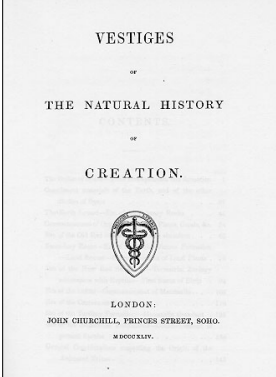 VESTIGES
OF
THE NATURAL HISTORY
OF
CREATION.
LONDON:
JOHN CHURCHILL, PRINCES STREET, SOHO.
MDCCCXLIV.